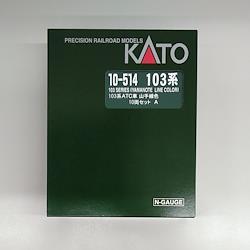 PRECISION RAILROAD MODELS
KATO
10-514 103系
103 SERIES (YAMANOTE LINE COLOR)
103系ATC車 山手線色
10両セット A
N-GAUGE